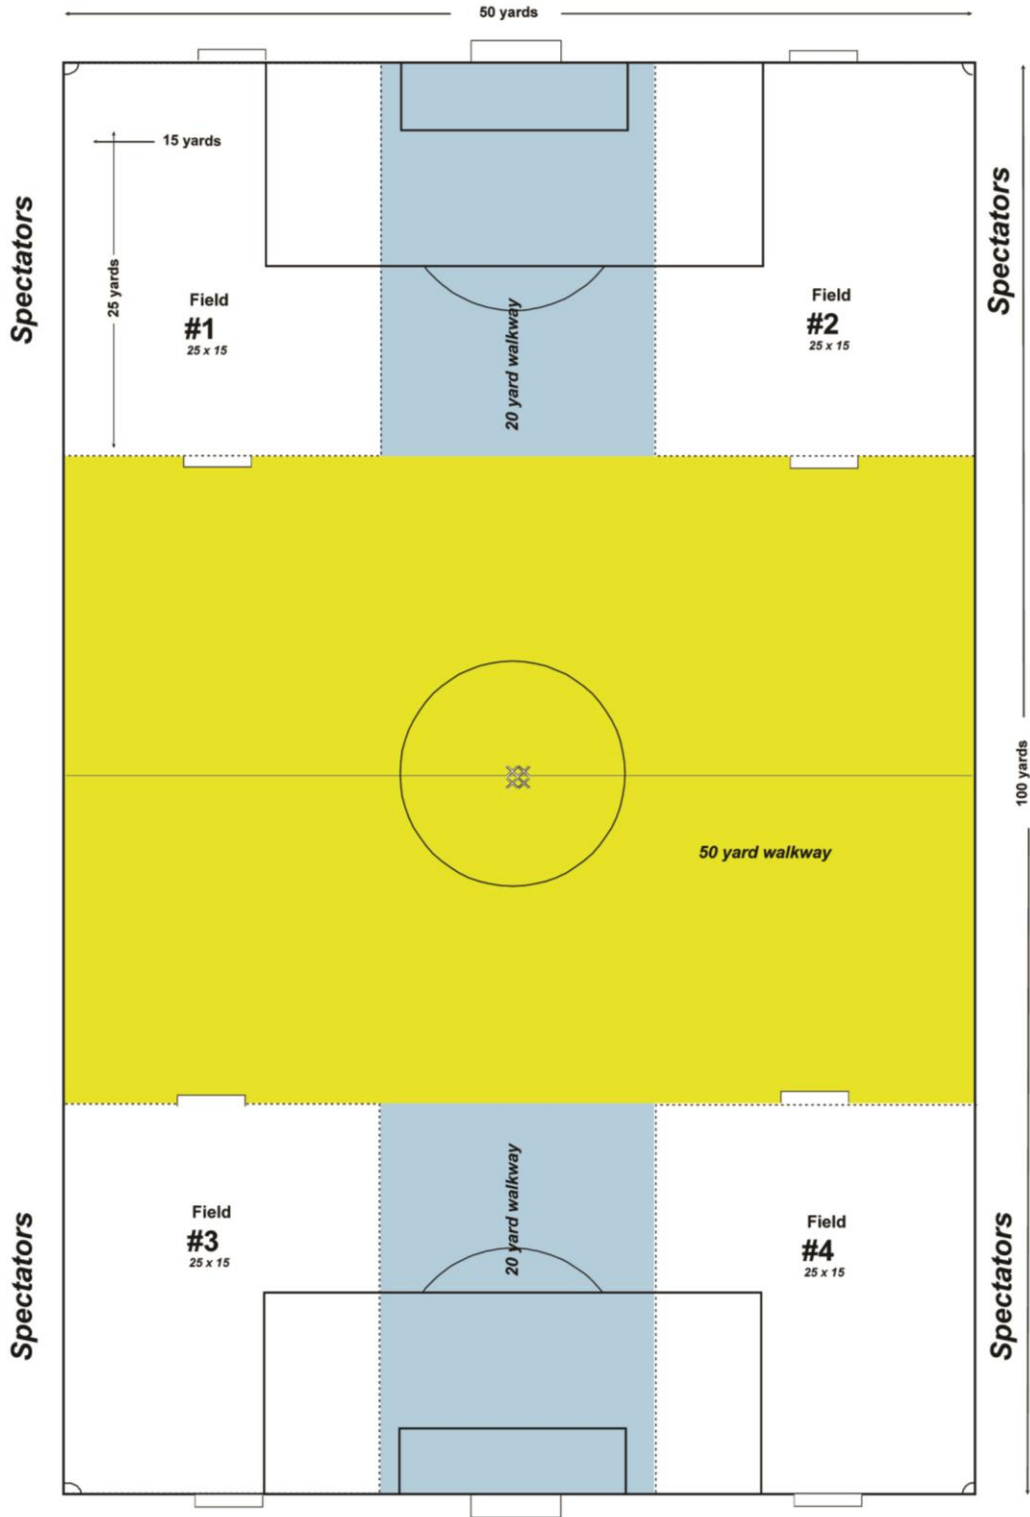 50 yards
15 yards
25 yards
Spectators
Spectators
Field
#1
25 x 15
20 yard walkway
Field
#2
25 x 15
100 yards
50 yard walkway
20 yard walkway
Spectators
Field
#3
25 x 15
Field
#4
25 x 15
Spectators